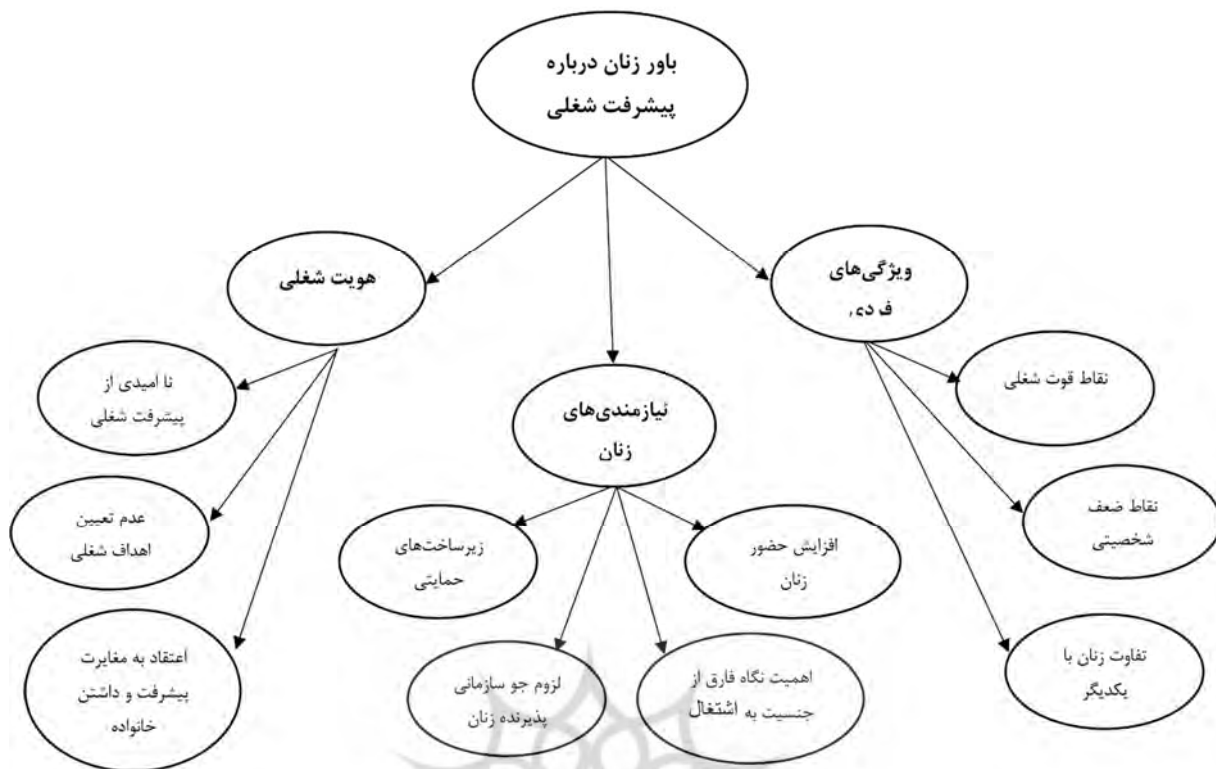 باور زنان درباره
پیشرفت شغلی
ویژگی‌های
فردی
هویت شغلی
نیازمندی‌های
زنان
نقاط قوت شغلی
نقاط ضعف
شخصیتی
تفاوت زنان با
یکدیگر
افزایش حضور
زنان
اهمیت نگاه فارق از
جنسیت به اشتغال
لزوم جو سازمانی
پذیرنده زنان
زیرساخت‌های
حمایتی
نا امیدی از
پیشرفت شغلی
عدم تعیین
اهداف شغلی
اعتقاد به مغایرت
پیشرفت و داشتن
خانواده